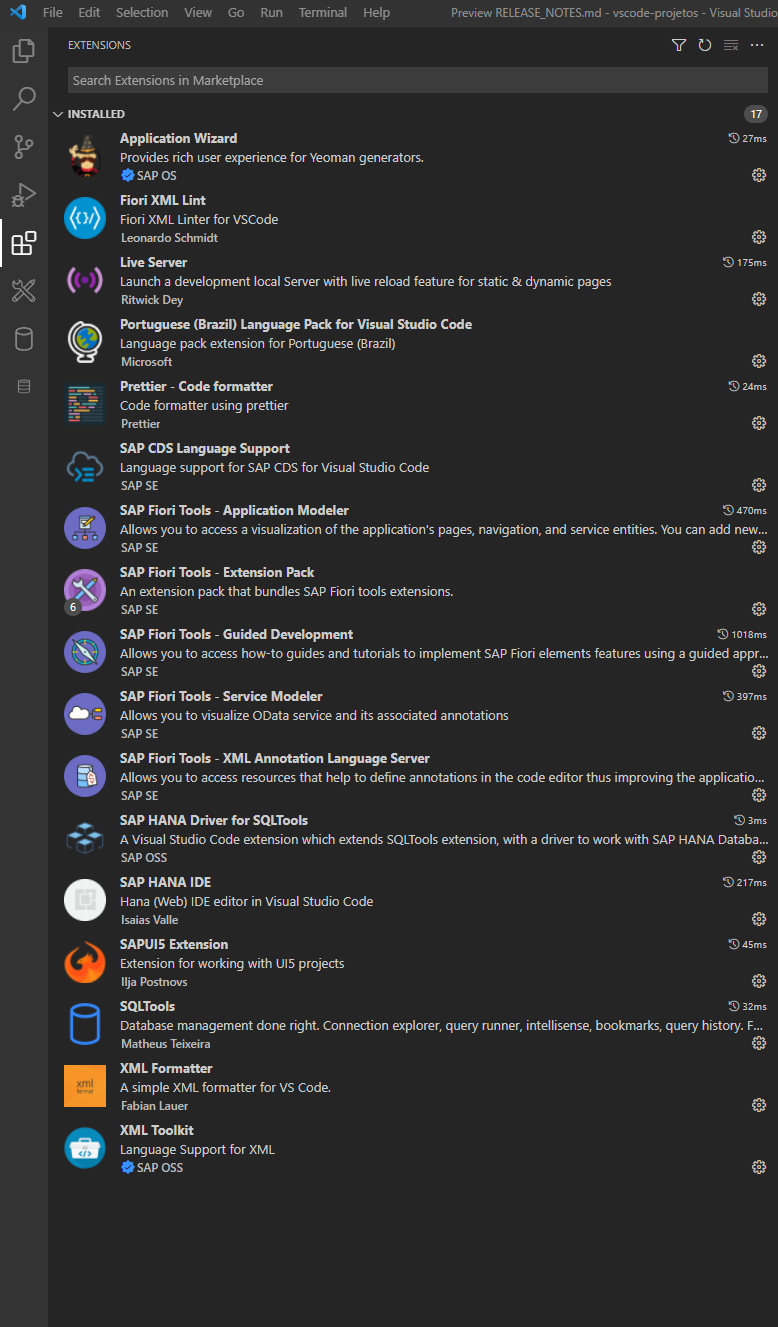 File Edit Selection View Go Run Terminal Help Preview RELEASE_NOTES.md - vscode-projetos - Visual Studio
EXTENSIONS
Search Extensions in Marketplace
INSTALLED 17
Application Wizard 27ms
Provides rich user experience for Yeoman generators.
SAP OS
Fiori XML Lint
Fiori XML Linter for VSCode
Leonardo Schmidt
Live Server 175ms
Launch a development local Server with live reload feature for static & dynamic pages
Ritwick Dey
Portuguese (Brazil) Language Pack for Visual Studio Code
Language pack extension for Portuguese (Brazil)
Microsoft
Prettier - Code formatter 24ms
Code formatter using prettier
Prettier
SAP CDS Language Support
Language support for SAP CDS for Visual Studio Code
SAP SE
SAP Fiori Tools - Application Modeler 470ms
Allows you to access a visualization of the application's pages, navigation, and service entities. You can add new...
SAP SE
SAP Fiori Tools - Extension Pack
An extension pack that bundles SAP Fiori tools extensions.
6 SAP SE
SAP Fiori Tools - Guided Development 1018ms
Allows you to access how-to guides and tutorials to implement SAP Fiori elements features using a guided appr...
SAP SE
SAP Fiori Tools - Service Modeler 397ms
Allows you to visualize OData service and its associated annotations
SAP SE
SAP Fiori Tools - XML Annotation Language Server
Allows you to access resources that help to define annotations in the code editor thus improving the applicatio...
SAP SE
SAP HANA Driver for SQLTools 3ms
A Visual Studio Code extension which extends SQLTools extension, with a driver to work with SAP HANA Databa...
SAP OSS
SAP HANA IDE 217ms
Hana (Web) IDE editor in Visual Studio Code
Isaias Valle
SAPUI5 Extension 45ms
Extension for working with UI5 projects
Ilja Postnovs
SQLTools 32ms
Database management done right. Connection explorer, query runner, intellisense, bookmarks, query history. F...
Matheus Teixeira
XML Formatter
xml
format
A simple XML formatter for VS Code.
Fabian Lauer
XML Toolkit
Language Support for XML
SAP OSS